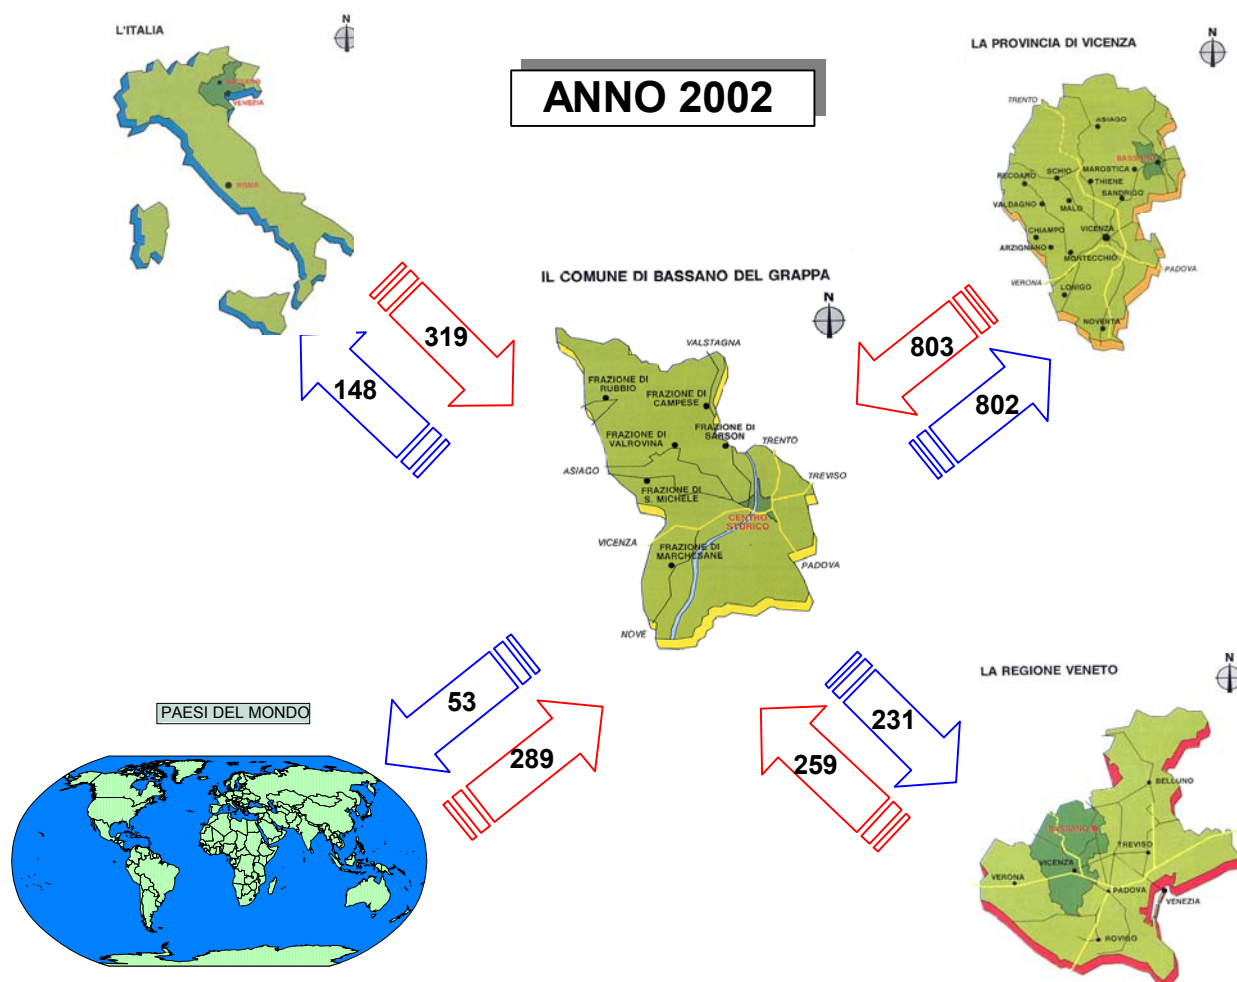 L'ITALIA
N
BASSANO
VENEZIA
ROMA
ANNO 2002
LA PROVINCIA DI VICENZA
N
TRENTO
ASIAGO
BASSANO
MAROSTICA
SCHIO
THIENE
RECOARO
SANDRIGO
VALDAGNO
MALO
CHIAMPO
VICENZA
ARZIGNANO
MONTECCHIO
PADOVA
VERONA
LONIGO
NOVENTA
319
148
803
802
IL COMUNE DI BASSANO DEL GRAPPA
N
VALSTAGNA
FRAZIONE DI
RUBBIO
FRAZIONE DI
CAMPESE
FRAZIONE DI
SARSON
FRAZIONE DI
VALROVINA
TRENTO
ASIAGO
TREVISO
FRAZIONE DI
S. MICHELE
CENTRO
STORICO
VICENZA
FRAZIONE DI
MARCHESANE
PADOVA
NOVE
53
289
231
259
PAESI DEL MONDO
LA REGIONE VENETO
N
BELLUNO
BASSANO
TREVISO
VICENZA
VERONA
PADOVA
VENEZIA
ROVIGO